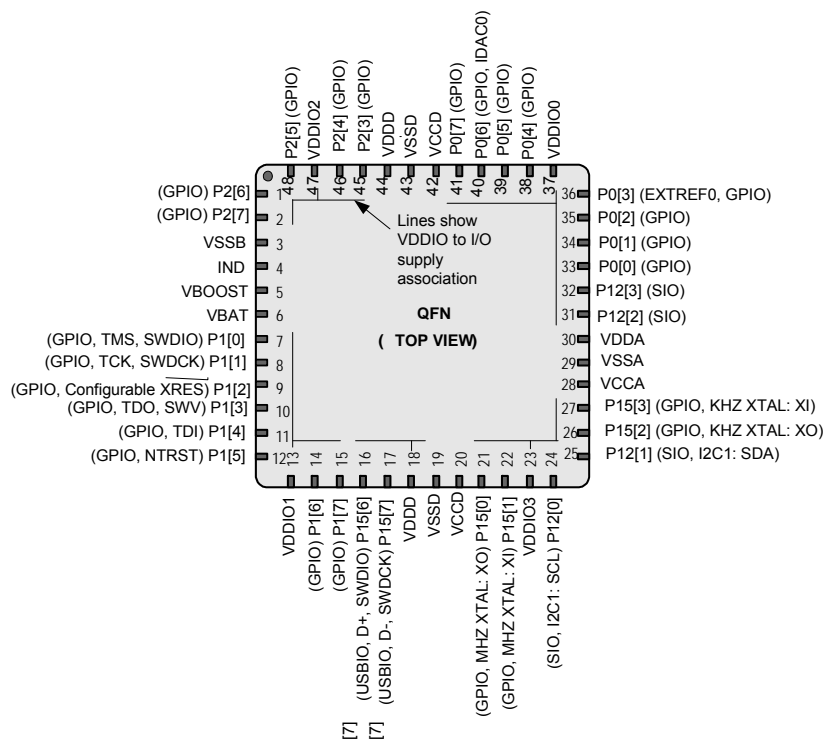 P2[5] (GPIO)
VDDIO2
P2[4] (GPIO)
P2[3] (GPIO)
VDDD
VSSD
VCCD
P0[7] (GPIO)
P0[6] (GPIO, IDAC0)
P0[5] (GPIO)
P0[4] (GPIO)
VDDIO0
48
47
46
45
44
43
42
41
40
39
38
37
(GPIO) P2[6]
1
(GPIO) P2[7]
2
VSSB
3
IND
4
VBOOST
5
VBAT
6
(GPIO, TMS, SWDIO) P1[0]
7
(GPIO, TCK, SWDCK) P1[1]
8
(GPIO, Configurable XRES) P1[2]
9
(GPIO, TDO, SWV) P1[3]
10
(GPIO, TDI) P1[4]
11
(GPIO, NTRST) P1[5]
12
Lines show
VDDIO to I/O
supply
association
QFN
( TOP VIEW)
36
P0[3] (EXTREF0, GPIO)
35
P0[2] (GPIO)
34
P0[1] (GPIO)
33
P0[0] (GPIO)
32
P12[3] (SIO)
31
P12[2] (SIO)
30
VDDA
29
VSSA
28
VCCA
27
P15[3] (GPIO, KHZ XTAL: XI)
26
P15[2] (GPIO, KHZ XTAL: XO)
25
P12[1] (SIO, I2C1: SDA)
13
14
15
16
17
18
19
20
21
22
23
24
VDDIO1
(GPIO) P1[6]
(GPIO) P1[7]
(USBIO, D+, SWDIO) P15[6]
(USBIO, D-, SWDCK) P15[7]
VDDD
VSSD
VCCD
(GPIO, MHZ XTAL: XO) P15[0]
(GPIO, MHZ XTAL: XI) P15[1]
VDDIO3
(SIO, I2C1: SCL) P12[0]
[7]
[7]